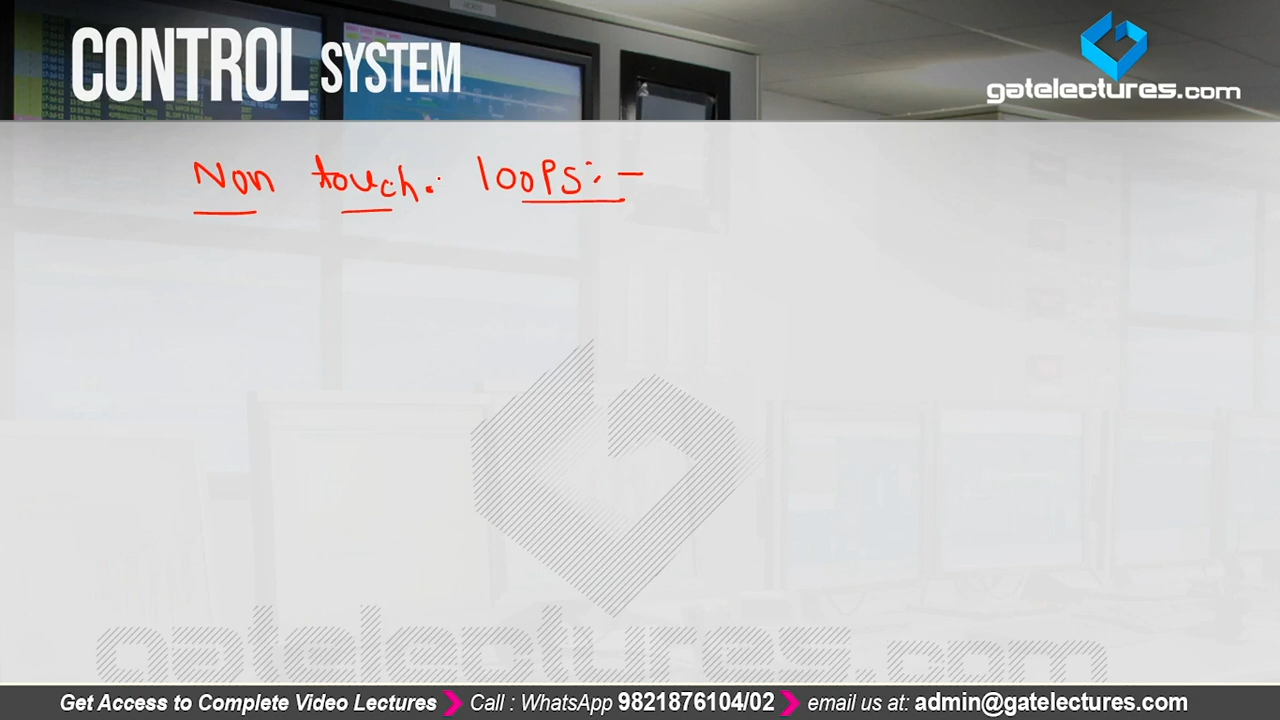 CONTROL SYSTEM
gatelectures.com
Non touch. loops:-
gatelectures.com
Get Access to Complete Video Lectures Call : WhatsApp 9821876104/02 email us at: admin@gatelectures.com